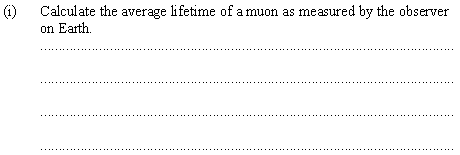 (i) Calculate the average lifetime of a muon as measured by the observer
on Earth.